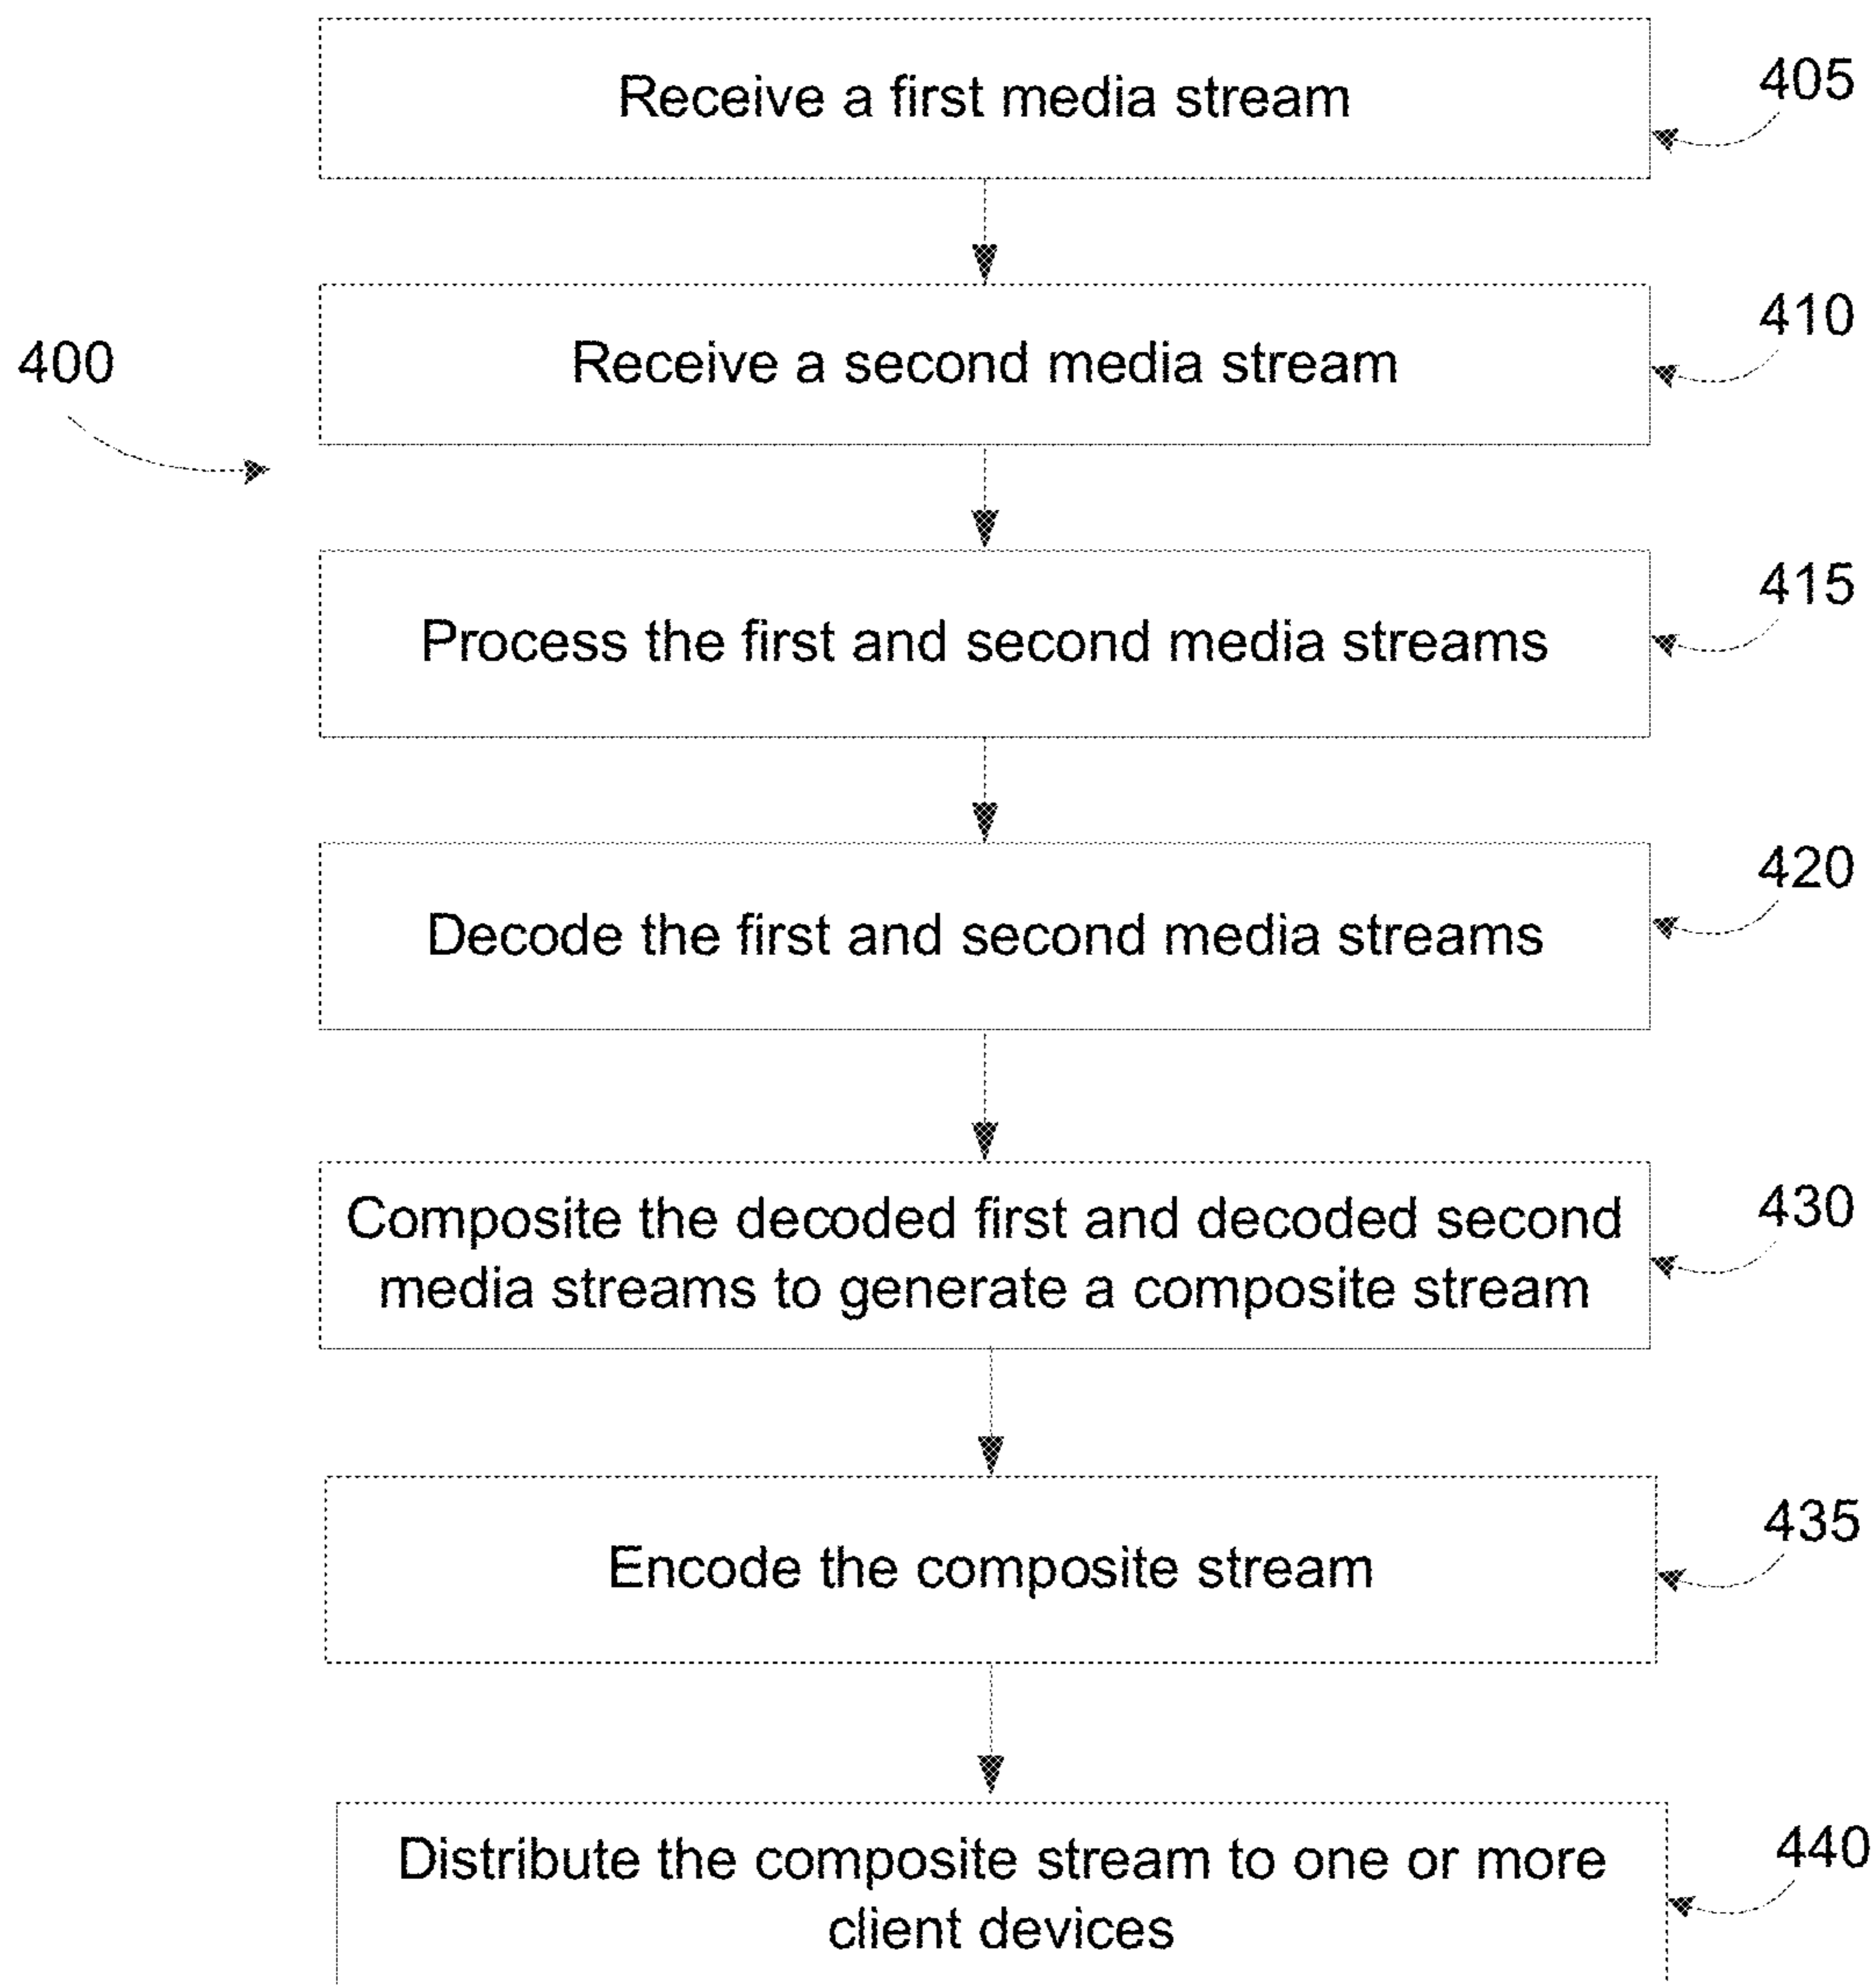 Receive a first media stream
405
Receive a second media stream
410
400
Process the first and second media streams
415
Decode the first and second media streams
420
Composite the decoded first and decoded second
media streams to generate a composite stream
430
Encode the composite stream
435
Distribute the composite stream to one or more
client devices
440